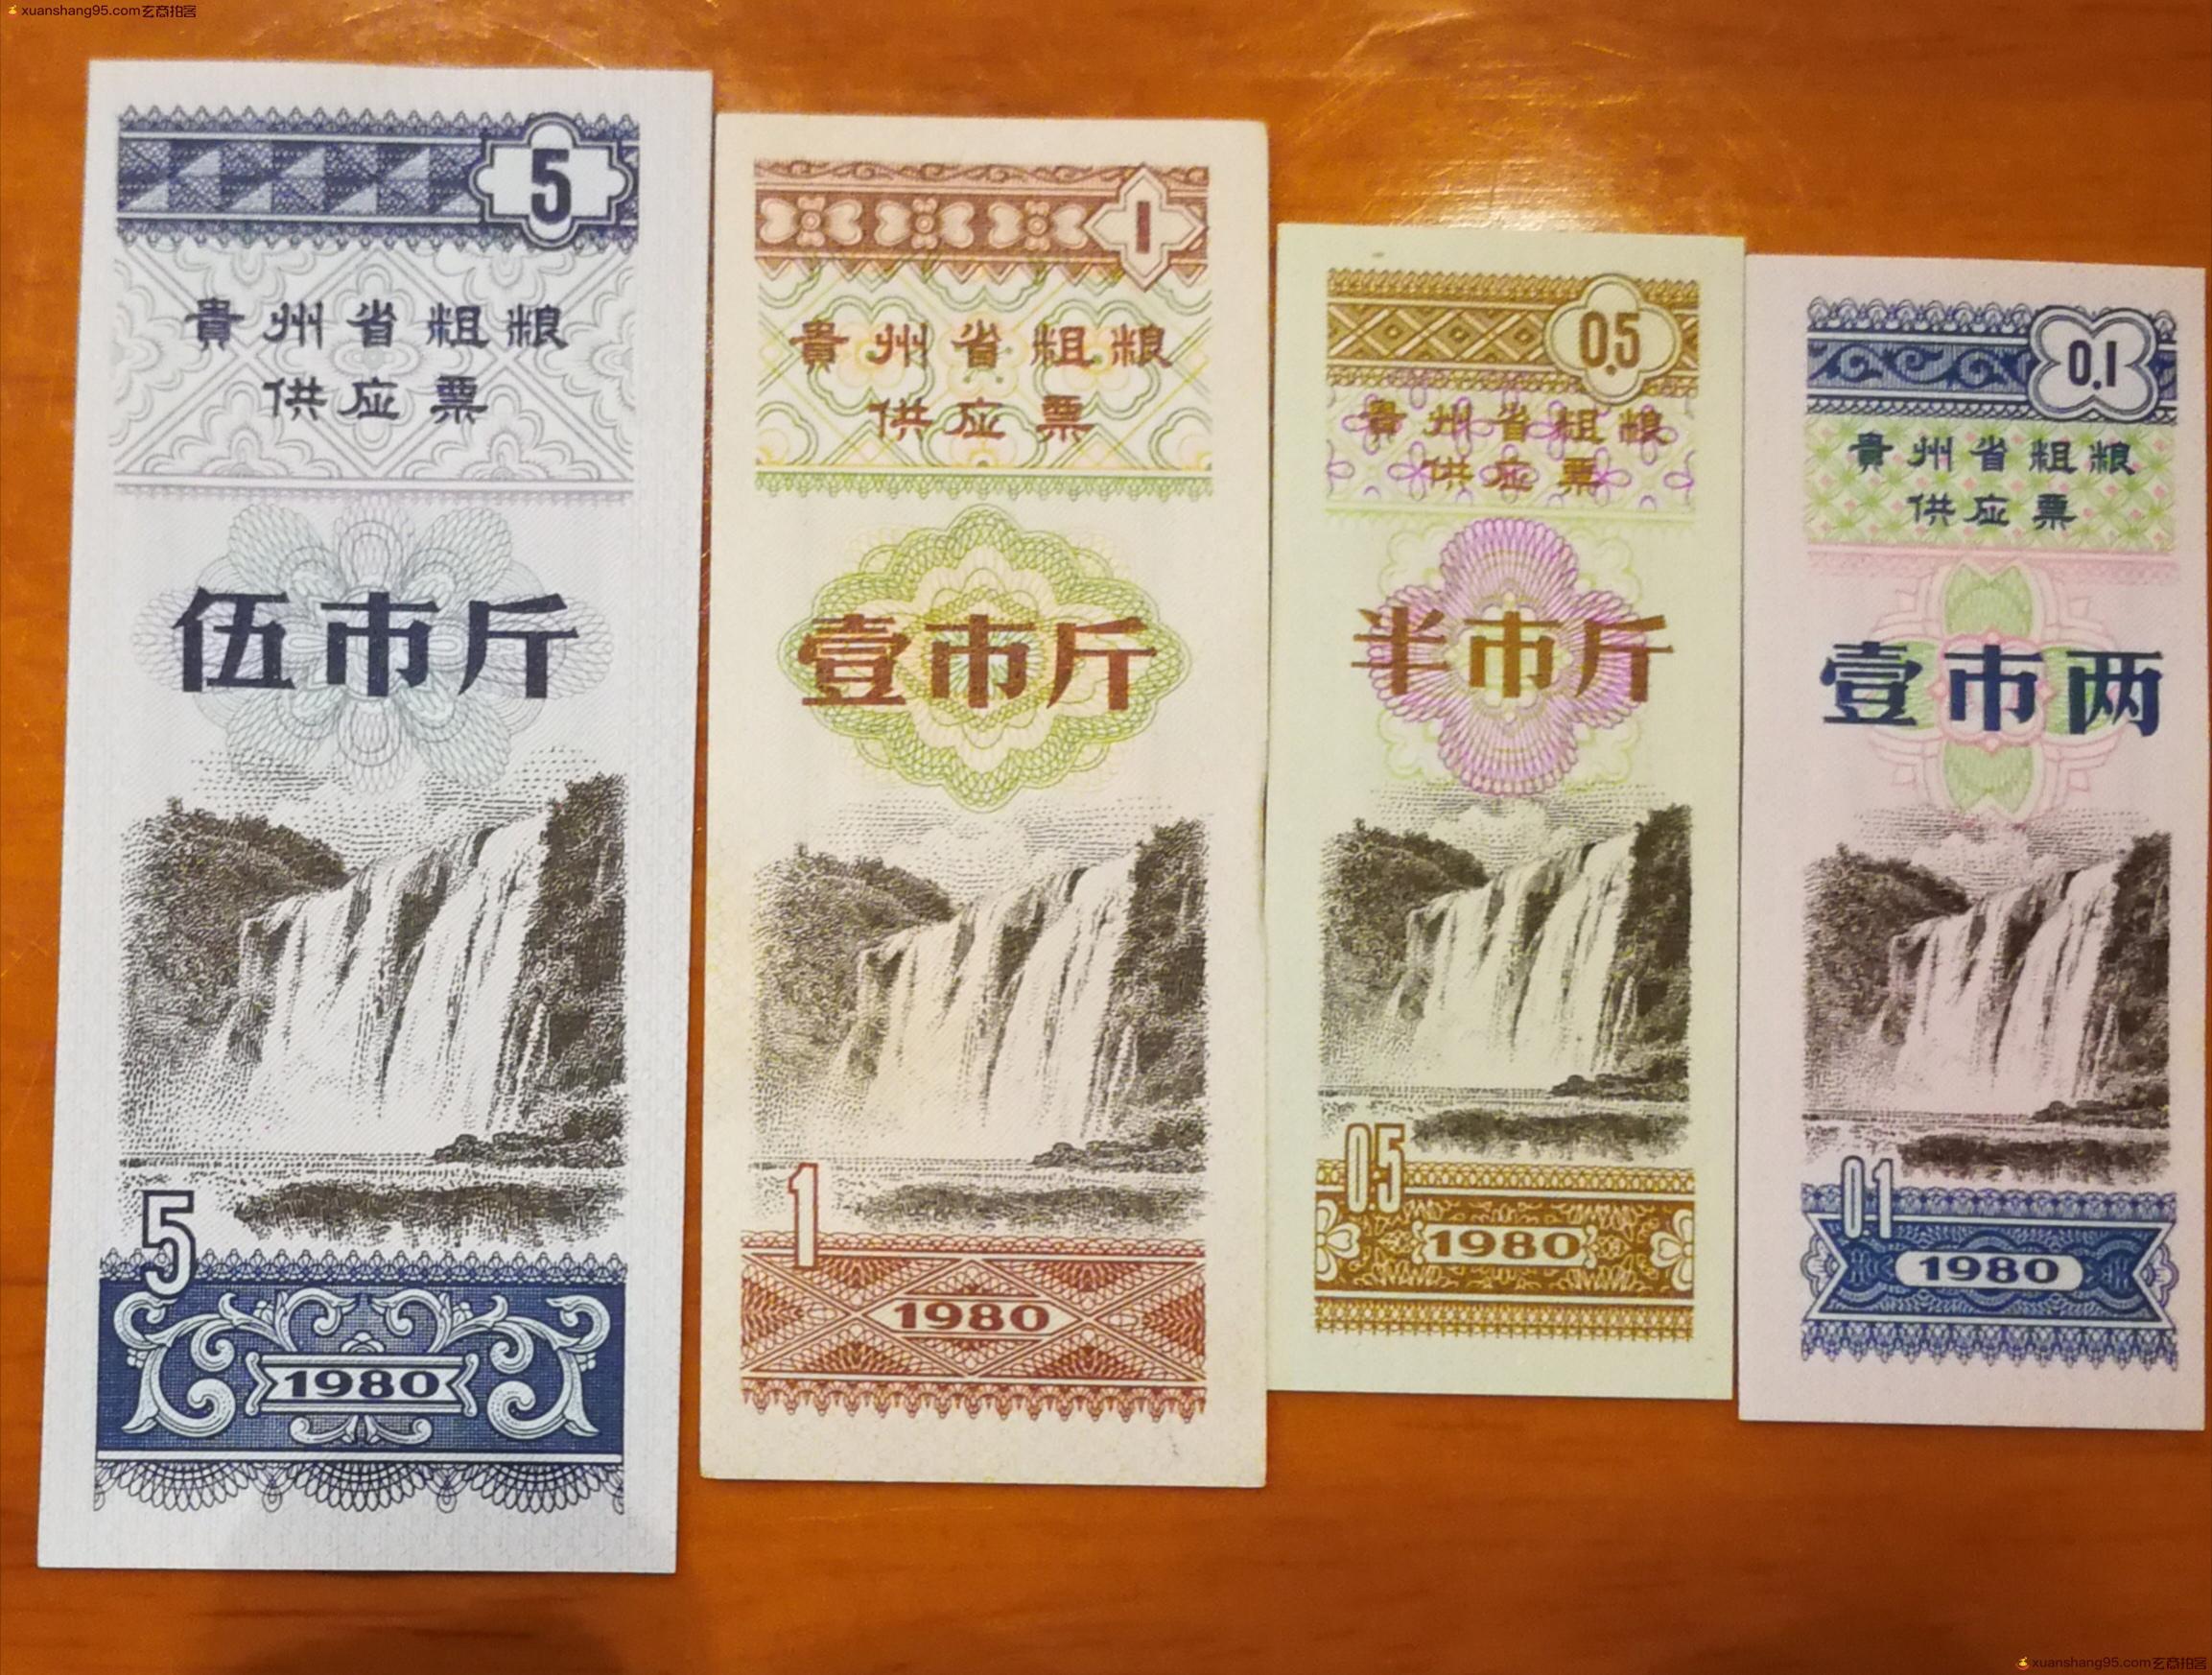 xuanshang95.com玄商拍客
5
貴州省粗粮
供应票
伍市斤
5
1980
1
貴州省粗粮
供应票
壹市斤
1
1980
0.5
貴州省粗粮
供应票
半市斤
0.5
1980
0.1
貴州省粗粮
供应票
壹市两
0.1
1980
xuanshang95.com玄商拍客